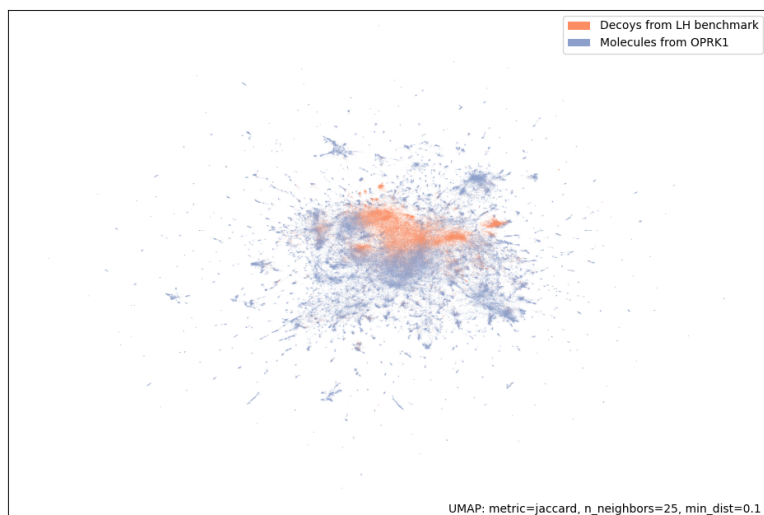 Decoys from LH benchmark
Molecules from OPRK1
UMAP: metric=jaccard, n_neighbors=25, min_dist=0.1